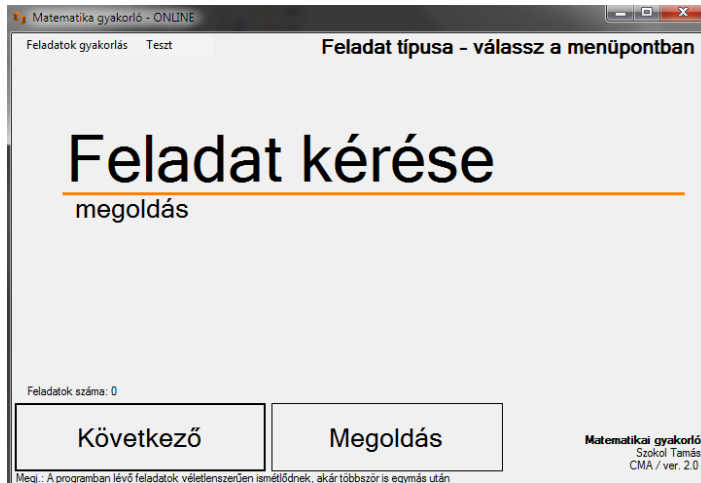 Matematika gyakorló - ONLINE
Feladatok gyakorlás Teszt
Feladat típusa - válassz a menüpontban
Feladat kérése
megoldás
Feladatok száma: 0
Következő
Megoldás
Matematikai gyakorló
Szokol Tamás
CMA / ver. 2.0
Megj.: A programban lévő feladatok véletlenszerűen ismétlődnek, akár többször is egymás után